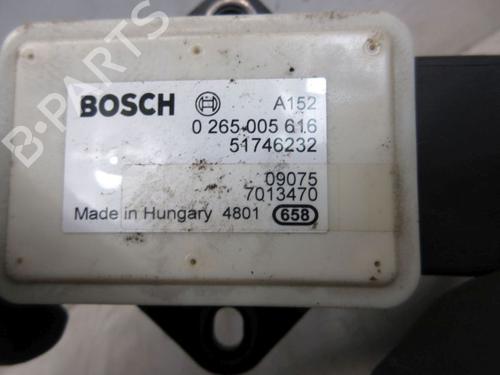 B-PARTS
BOSCH A152
0 265 005 616
51746232
09075
7013470
Made in Hungary 4801 658